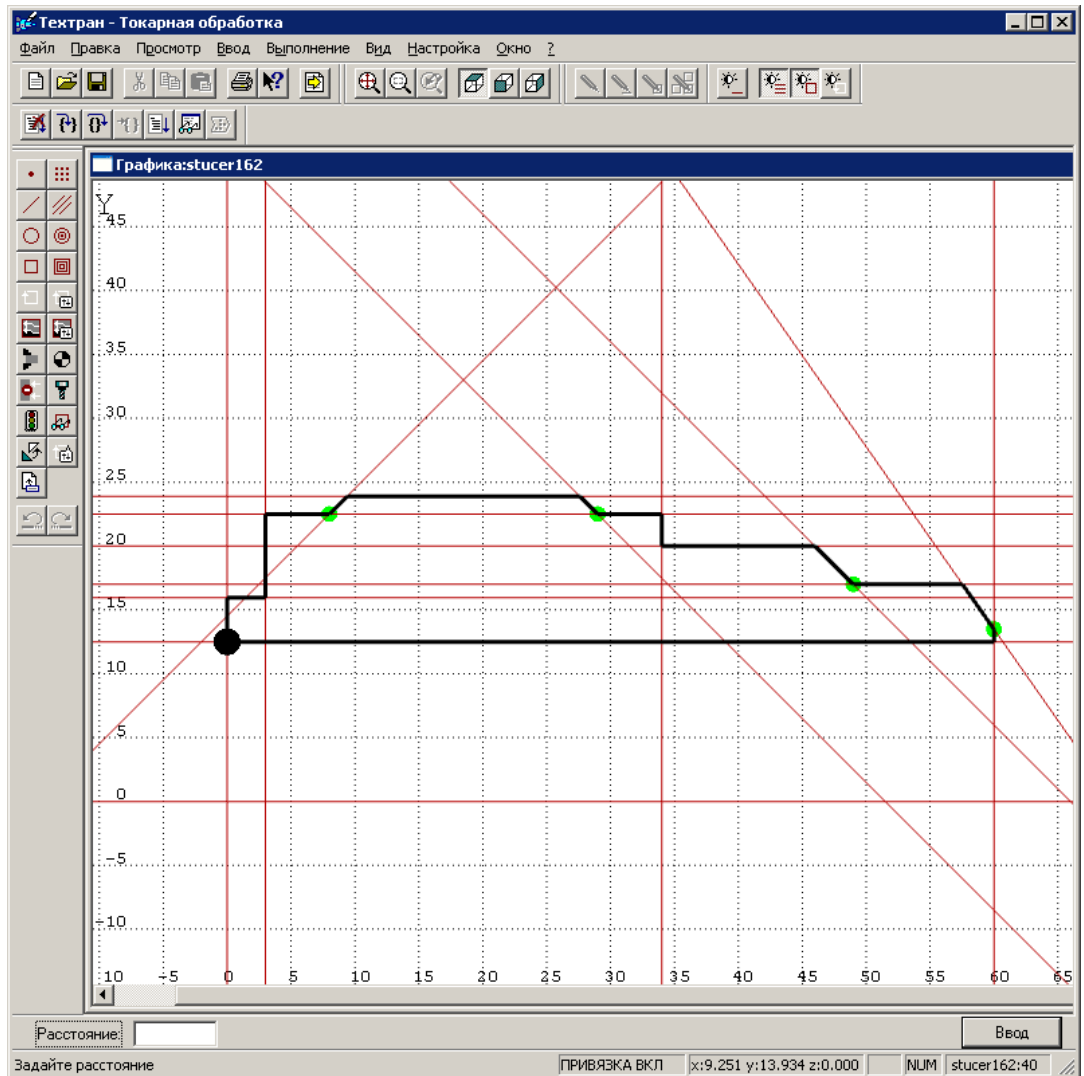 Техтран - Токарная обработка
Файл Правка Просмотр Ввод Выполнение Вид Настройка Окно ?
Графика:stucer162
Y
45
40
35
30
25
20
15
10
5
0
-5
-10
-10 -5 0 5 10 15 20 25 30 35 40 45 50 55 60 65
Расстояние:
Ввод
Задайте расстояние ПРИВЯЗКА ВКЛ x:9.251 y:13.934 z:0.000 NUM stucer162:40